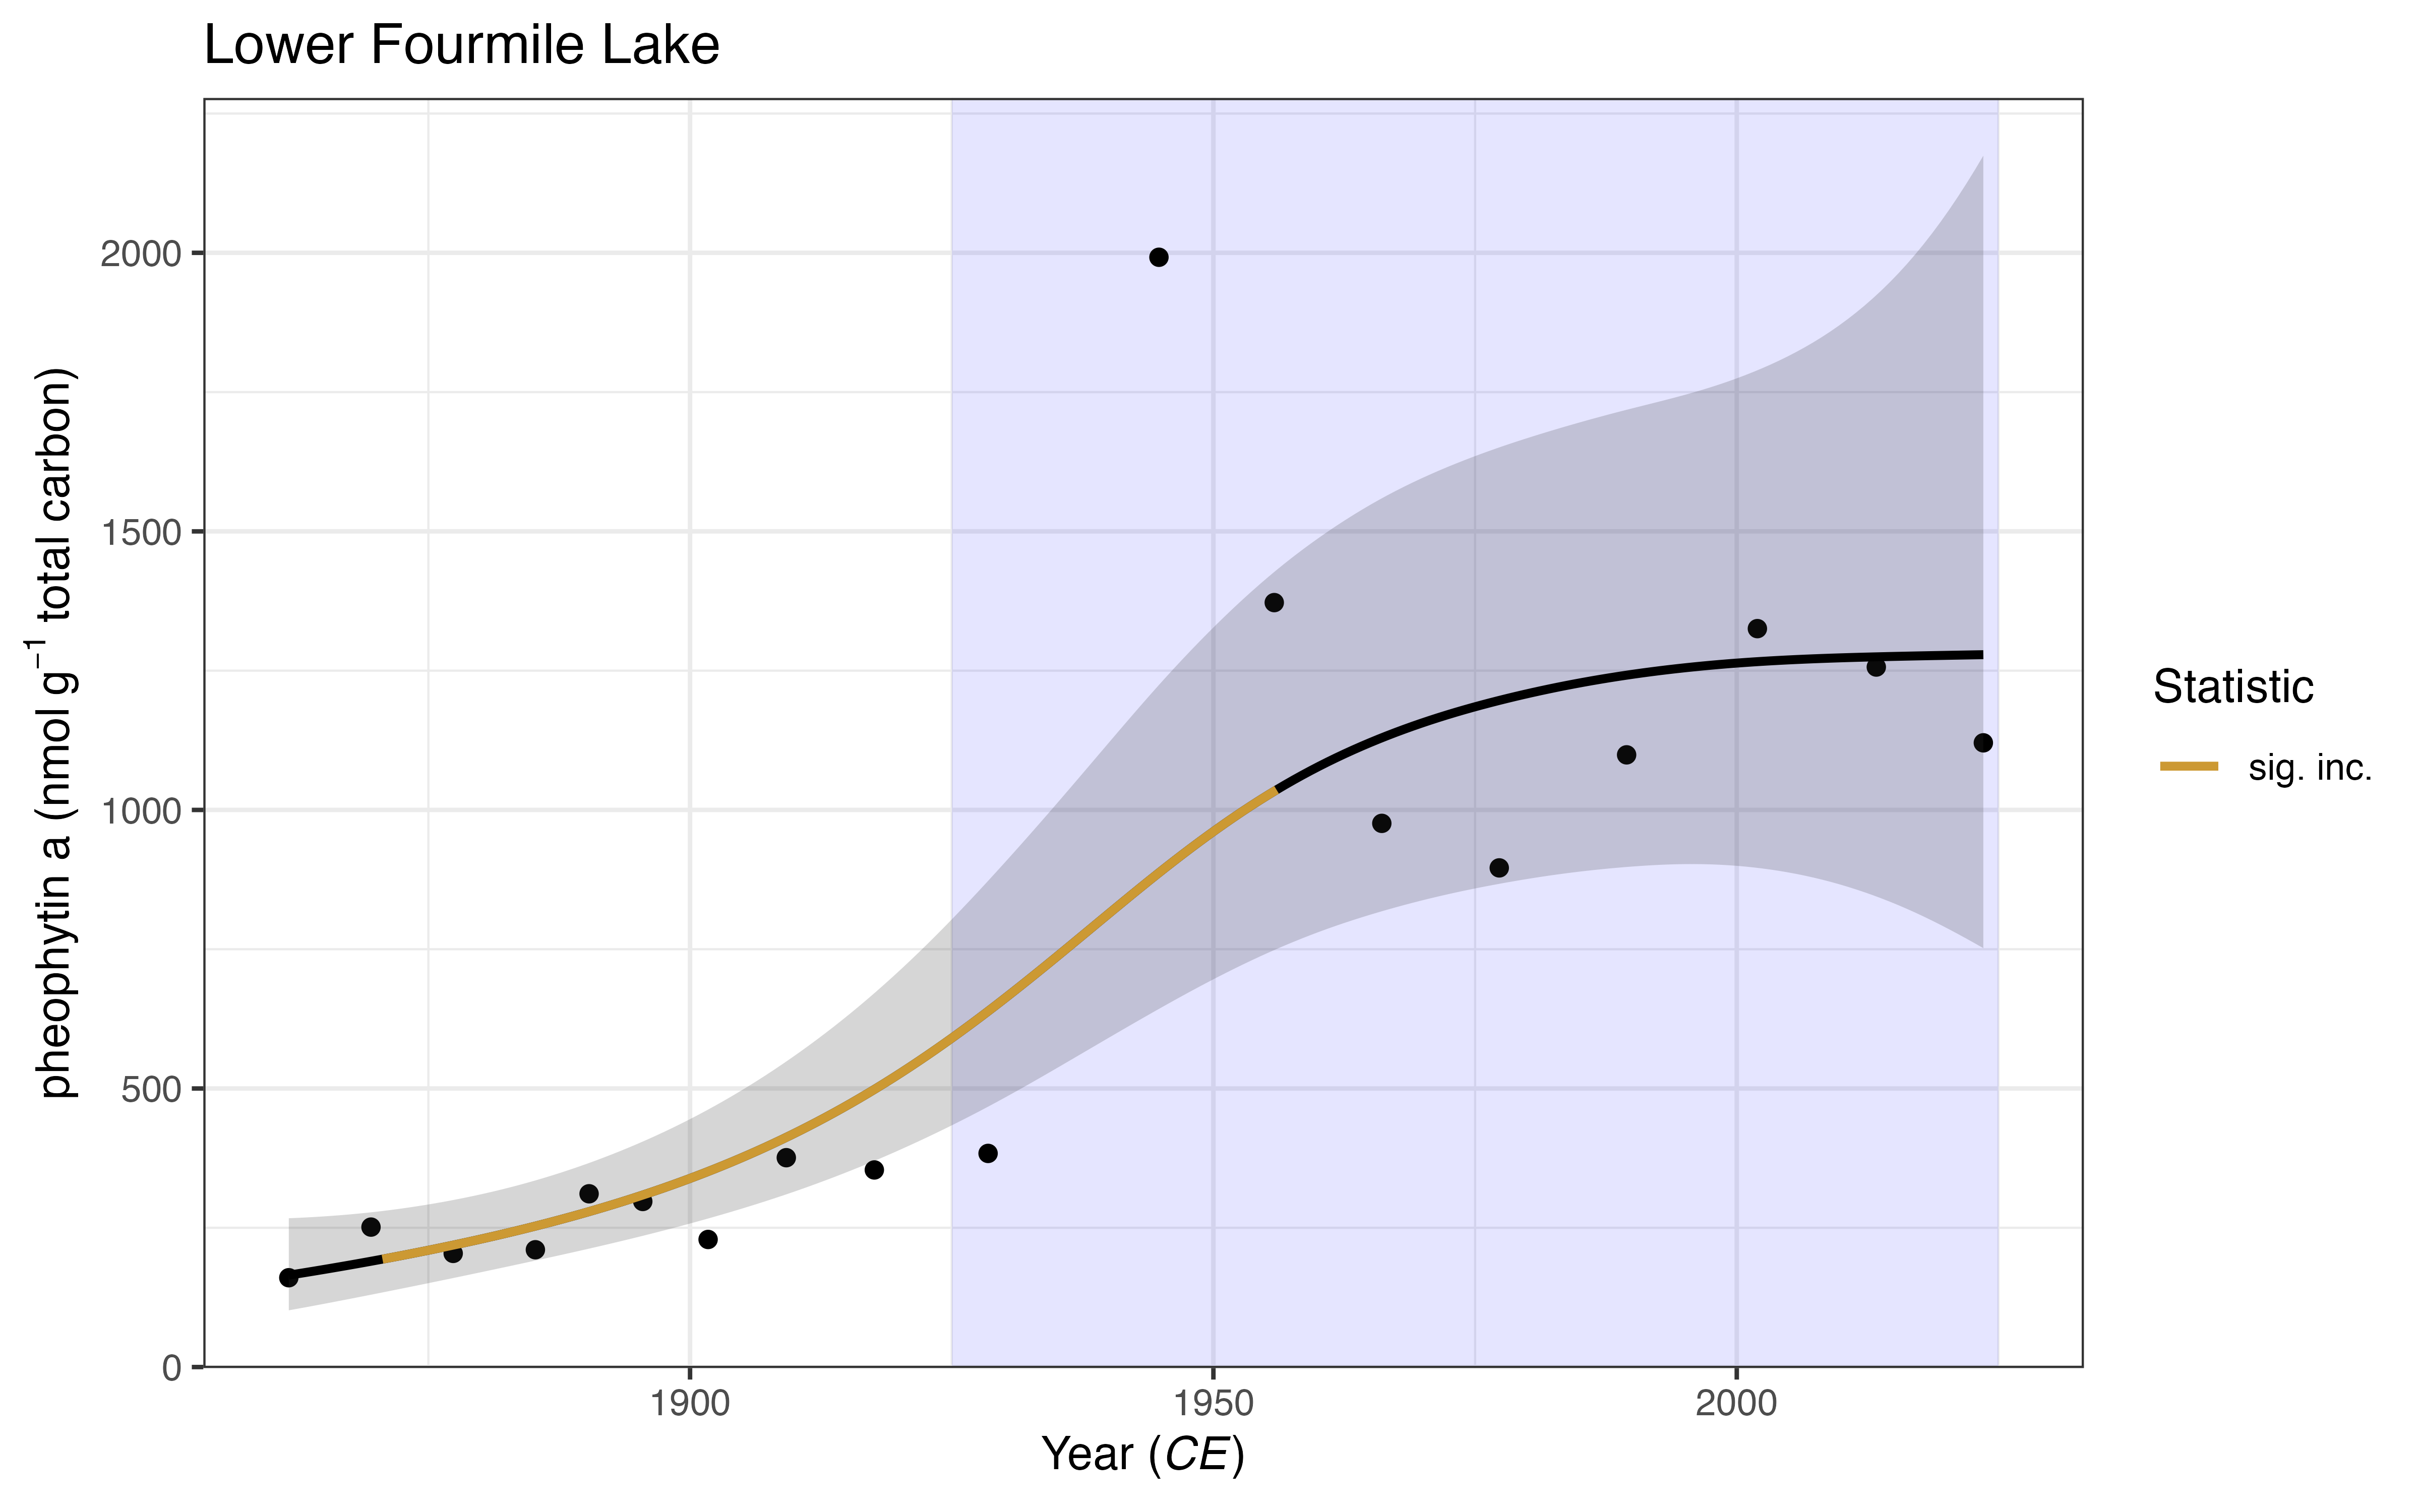 Lower Fourmile Lake
pheophytin a (nmol g⁻¹ total carbon)
2000
1500
1000
500
0
1900
1950
2000
Year (CE)
Statistic
sig. inc.